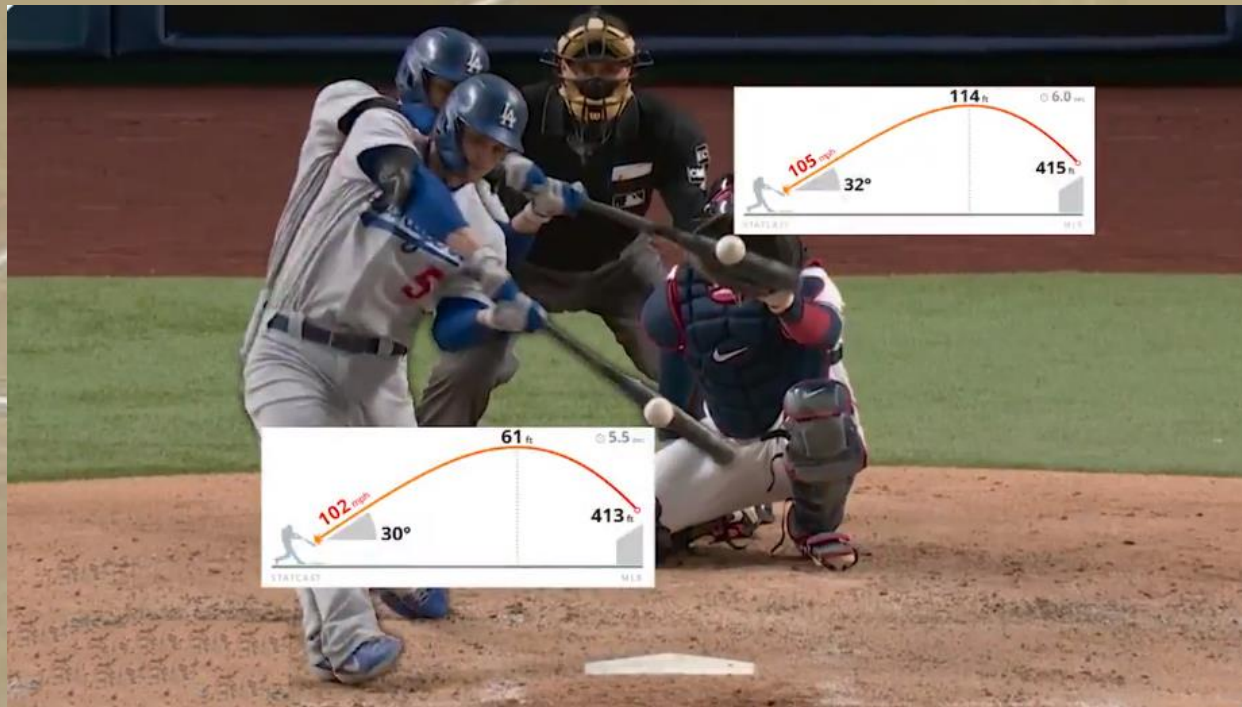 LA
LA
5
114 ft
6.0 sec
105 mph
32°
415 ft
STATCAST
MLB
61 ft
5.5 sec
102 mph
30°
413 ft
STATCAST
MLB